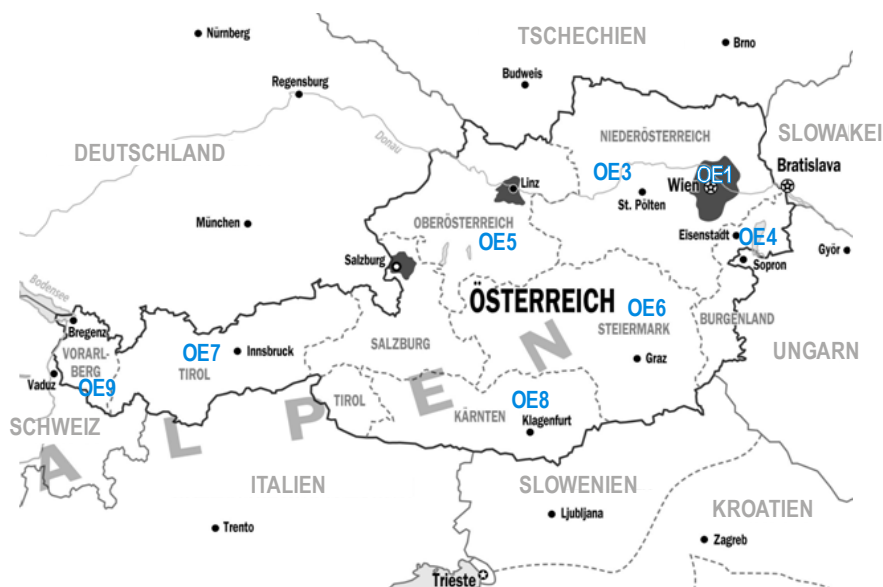 Nürnberg
TSCHECHIEN
Brno
Budweis
Regensburg
NIEDERÖSTERREICH
SLOWAKEI
DEUTSCHLAND
Donau
OE3
OE1
Bratislava
Linz
Wien
St. Pölten
München
OBERÖSTERREICH
OE5
Eisenstadt
OE4
Győr
Salzburg
Sopron
Bodensee
ÖSTERREICH
OE6
STEIERMARK
BURGENLAND
Bregenz
VORARL-
BERG
OE7
TIROL
Innsbruck
SALZBURG
Graz
UNGARN
Vaduz
OE9
TIROL
KÄRNTEN
OE8
Klagenfurt
SCHWEIZ
ALPEN
ITALIEN
SLOWENIEN
KROATIEN
Trento
Ljubljana
Zagreb
Trieste